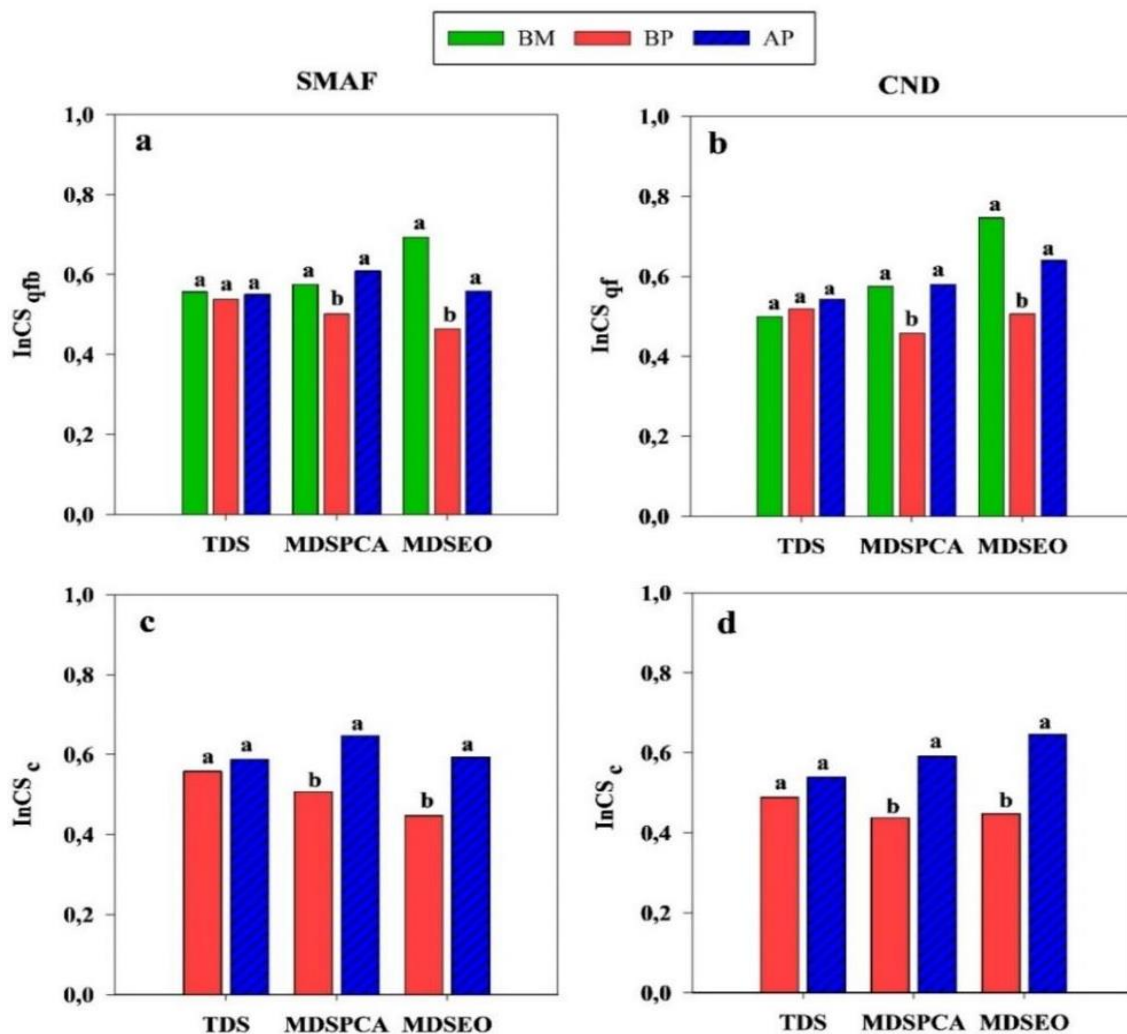 BM BP AP
SMAF
CND
a
1,0
0,8
0,6
0,4
0,2
0,0
InCS qfb
a a a
a b a
a b a
TDS MDSPCA MDSEO
b
1,0
0,8
0,6
0,4
0,2
0,0
InCS qf
a a a
a b a
a b a
TDS MDSPCA MDSEO
c
1,0
0,8
0,6
0,4
0,2
0,0
InCS c
a a
b a
b a
TDS MDSPCA MDSEO
d
1,0
0,8
0,6
0,4
0,2
0,0
InCS c
a a
b a
b a
TDS MDSPCA MDSEO